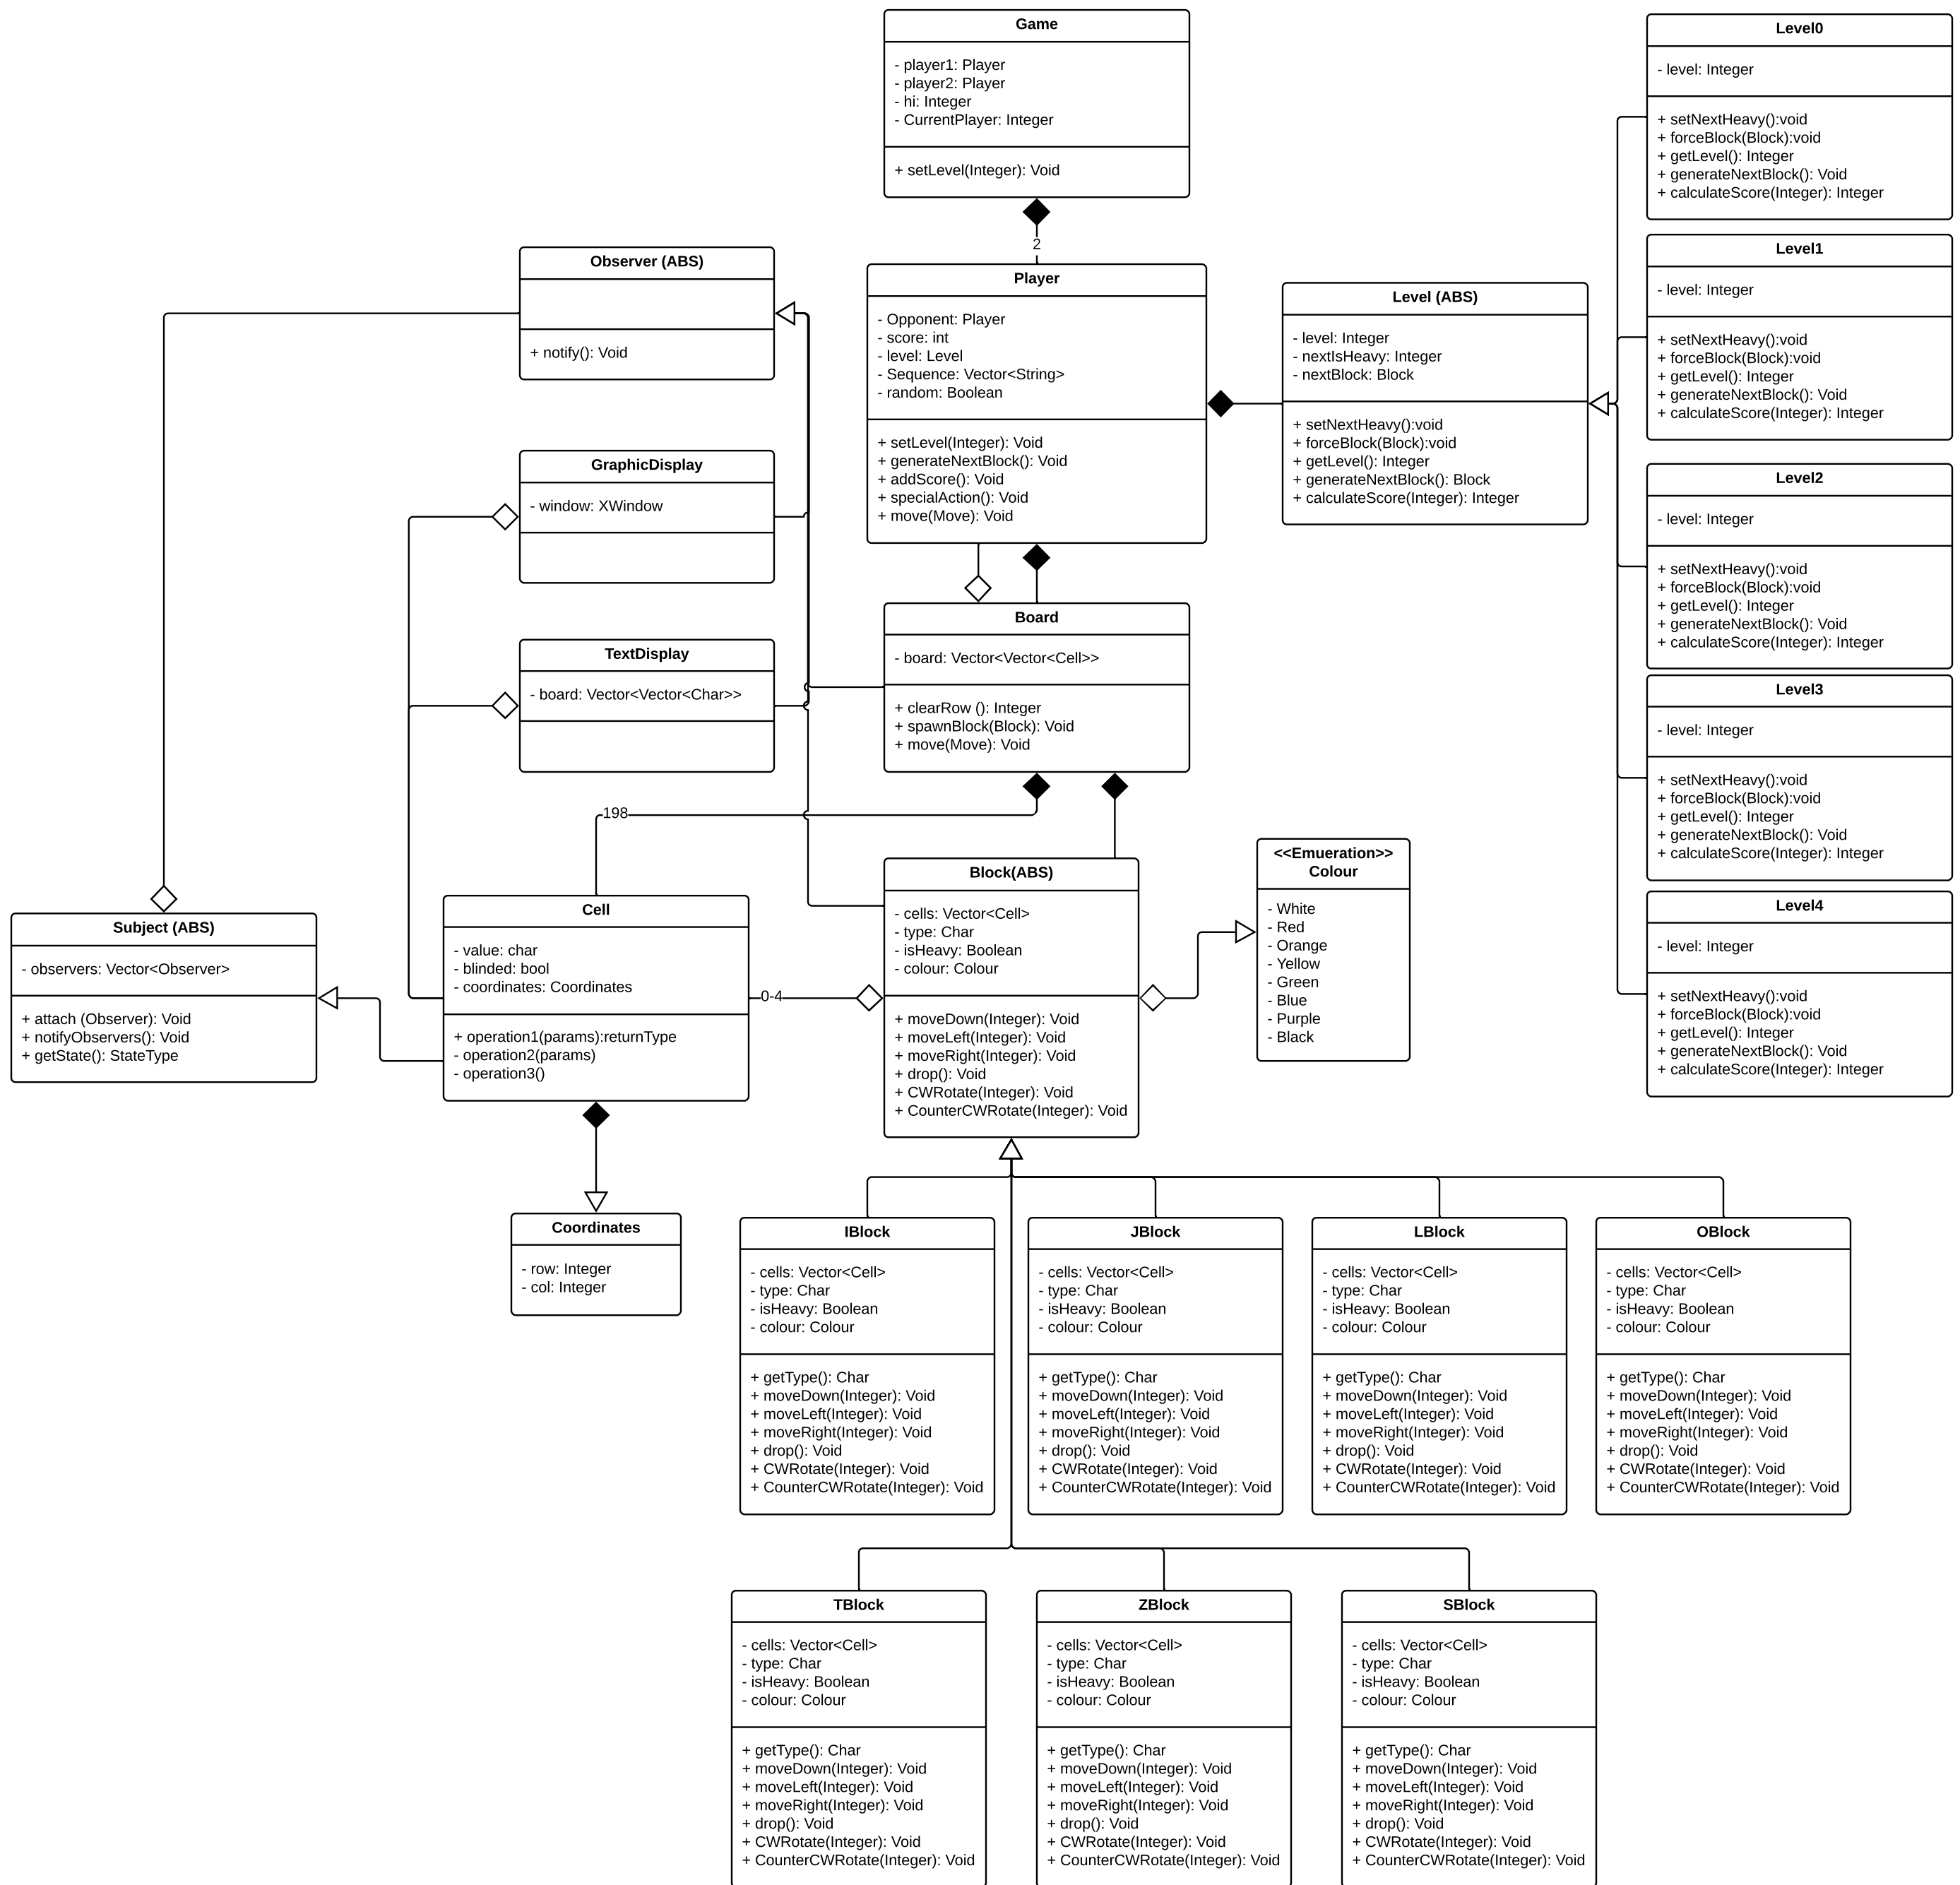 Game
- player1: Player
- player2: Player
- hi: Integer
- CurrentPlayer: Integer
+ setLevel(Integer): Void
2
Level0
- level: Integer
+ setNextHeavy():void
+ forceBlock(Block):void
+ getLevel(): Integer
+ generateNextBlock(): Void
+ calculateScore(Integer): Integer
Observer (ABS)
+ notify(): Void
Player
- Opponent: Player
- score: int
- level: Level
- Sequence: Vector<String>
- random: Boolean
+ setLevel(Integer): Void
+ generateNextBlock(): Void
+ addScore(): Void
+ specialAction(): Void
+ move(Move): Void
Level (ABS)
- level: Integer
- nextIsHeavy: Integer
- nextBlock: Block
+ setNextHeavy():void
+ forceBlock(Block):void
+ getLevel(): Integer
+ generateNextBlock(): Block
+ calculateScore(Integer): Integer
Level1
- level: Integer
+ setNextHeavy():void
+ forceBlock(Block):void
+ getLevel(): Integer
+ generateNextBlock(): Void
+ calculateScore(Integer): Integer
GraphicDisplay
- window: XWindow
Level2
- level: Integer
+ setNextHeavy():void
+ forceBlock(Block):void
+ getLevel(): Integer
+ generateNextBlock(): Void
+ calculateScore(Integer): Integer
TextDisplay
- board: Vector<Vector<Char>>
Board
- board: Vector<Vector<Cell>>
+ clearRow (): Integer
+ spawnBlock(Block): Void
+ move(Move): Void
Level3
- level: Integer
+ setNextHeavy():void
+ forceBlock(Block):void
+ getLevel(): Integer
+ generateNextBlock(): Void
+ calculateScore(Integer): Integer
198
Subject (ABS)
- observers: Vector<Observer>
+ attach (Observer): Void
+ notifyObservers(): Void
+ getState(): StateType
Cell
- value: char
- blinded: bool
- coordinates: Coordinates
+ operation1(params):returnType
- operation2(params)
- operation3()
0-4
Block(ABS)
- cells: Vector<Cell>
- type: Char
- isHeavy: Boolean
- colour: Colour
+ moveDown(Integer): Void
+ moveLeft(Integer): Void
+ moveRight(Integer): Void
+ drop(): Void
+ CWRotate(Integer): Void
+ CounterCWRotate(Integer): Void
<<Emueration>>
Colour
- White
- Red
- Orange
- Yellow
- Green
- Blue
- Purple
- Black
Level4
- level: Integer
+ setNextHeavy():void
+ forceBlock(Block):void
+ getLevel(): Integer
+ generateNextBlock(): Void
+ calculateScore(Integer): Integer
Coordinates
- row: Integer
- col: Integer
IBlock
- cells: Vector<Cell>
- type: Char
- isHeavy: Boolean
- colour: Colour
+ getType(): Char
+ moveDown(Integer): Void
+ moveLeft(Integer): Void
+ moveRight(Integer): Void
+ drop(): Void
+ CWRotate(Integer): Void
+ CounterCWRotate(Integer): Void
JBlock
- cells: Vector<Cell>
- type: Char
- isHeavy: Boolean
- colour: Colour
+ getType(): Char
+ moveDown(Integer): Void
+ moveLeft(Integer): Void
+ moveRight(Integer): Void
+ drop(): Void
+ CWRotate(Integer): Void
+ CounterCWRotate(Integer): Void
LBlock
- cells: Vector<Cell>
- type: Char
- isHeavy: Boolean
- colour: Colour
+ getType(): Char
+ moveDown(Integer): Void
+ moveLeft(Integer): Void
+ moveRight(Integer): Void
+ drop(): Void
+ CWRotate(Integer): Void
+ CounterCWRotate(Integer): Void
OBlock
- cells: Vector<Cell>
- type: Char
- isHeavy: Boolean
- colour: Colour
+ getType(): Char
+ moveDown(Integer): Void
+ moveLeft(Integer): Void
+ moveRight(Integer): Void
+ drop(): Void
+ CWRotate(Integer): Void
+ CounterCWRotate(Integer): Void
TBlock
- cells: Vector<Cell>
- type: Char
- isHeavy: Boolean
- colour: Colour
+ getType(): Char
+ moveDown(Integer): Void
+ moveLeft(Integer): Void
+ moveRight(Integer): Void
+ drop(): Void
+ CWRotate(Integer): Void
+ CounterCWRotate(Integer): Void
ZBlock
- cells: Vector<Cell>
- type: Char
- isHeavy: Boolean
- colour: Colour
+ getType(): Char
+ moveDown(Integer): Void
+ moveLeft(Integer): Void
+ moveRight(Integer): Void
+ drop(): Void
+ CWRotate(Integer): Void
+ CounterCWRotate(Integer): Void
SBlock
- cells: Vector<Cell>
- type: Char
- isHeavy: Boolean
- colour: Colour
+ getType(): Char
+ moveDown(Integer): Void
+ moveLeft(Integer): Void
+ moveRight(Integer): Void
+ drop(): Void
+ CWRotate(Integer): Void
+ CounterCWRotate(Integer): Void